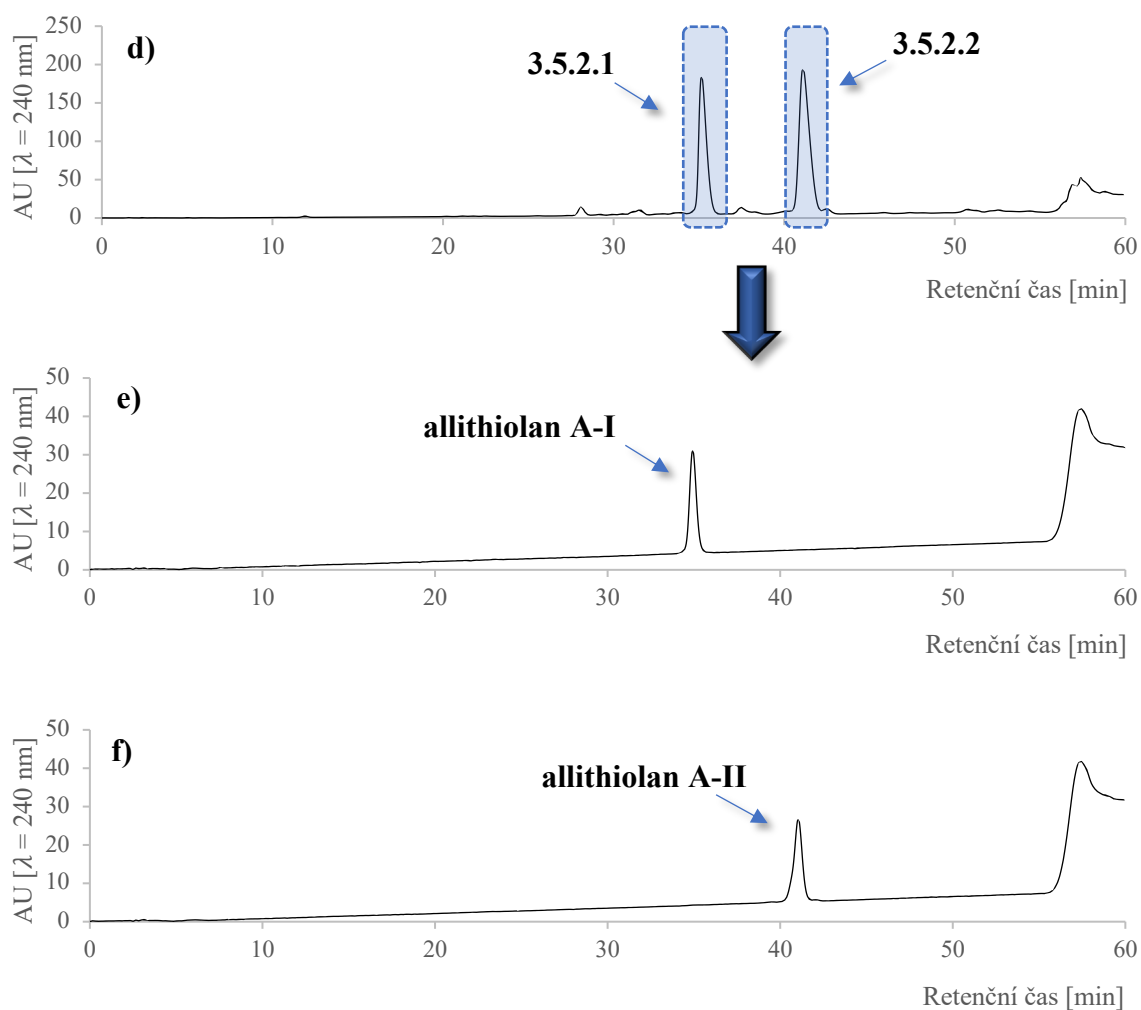 d)
3.5.2.1
3.5.2.2
AU [λ = 240 nm]
250
200
150
100
50
0
0 10 20 30 40 50 60
Retenční čas [min]
e)
allithiolan A-I
AU [λ = 240 nm]
50
40
30
20
10
0
0 10 20 30 40 50 60
Retenční čas [min]
f)
allithiolan A-II
AU [λ = 240 nm]
50
40
30
20
10
0
0 10 20 30 40 50 60
Retenční čas [min]